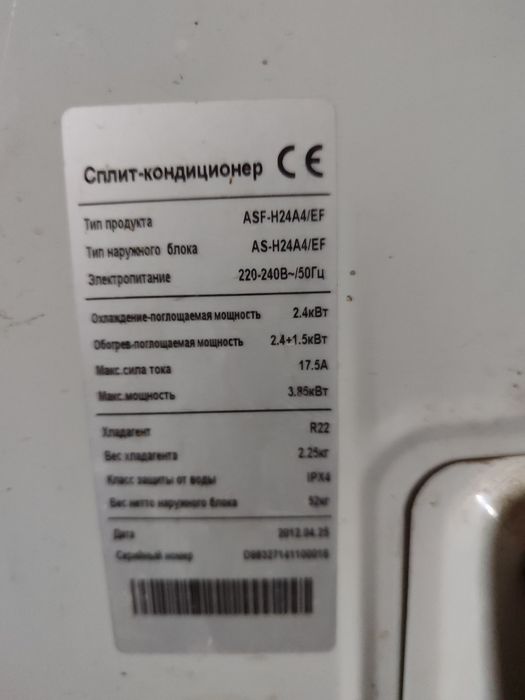 Сплит-кондиционер CE
Тип продукта ASF-H24A4/EF
Тип наружного блока AS-H24A4/EF
Электропитание 220-240В~/50Гц
Охлаждение-поглощаемая мощность 2.4кВт
Обогрев-поглощаемая мощность 2.4+1.5кВт
Макс.сила тока 17.5А
Макс.мощность 3.85кВт
Хладагент R22
Вес хладагента 2.25кг
Класс защиты от воды IPX4
Вес нетто наружного блока 52кг
Дата 2012.04.25
Серийный номер